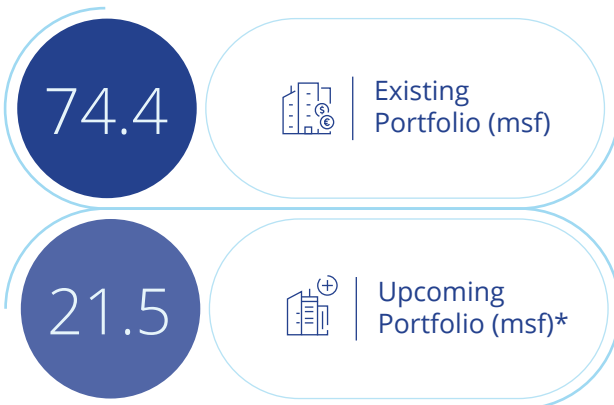 74.4
Existing
Portfolio (msf)
21.5
Upcoming
Portfolio (msf)*